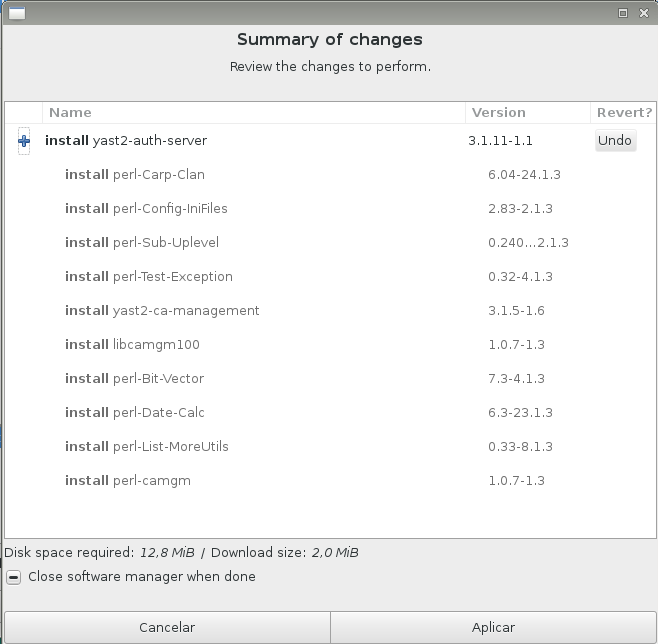 Summary of changes
Review the changes to perform.
Name Version Revert?
install yast2-auth-server 3.1.11-1.1 Undo
install perl-Carp-Clan 6.04-24.1.3
install perl-Config-IniFiles 2.83-2.1.3
install perl-Sub-Uplevel 0.240...2.1.3
install perl-Test-Exception 0.32-4.1.3
install yast2-ca-management 3.1.5-1.6
install libcamgm100 1.0.7-1.3
install perl-Bit-Vector 7.3-4.1.3
install perl-Date-Calc 6.3-23.1.3
install perl-List-MoreUtils 0.33-8.1.3
install perl-camgm 1.0.7-1.3
Disk space required: 12,8 MiB / Download size: 2,0 MiB
Close software manager when done
Cancelar Aplicar